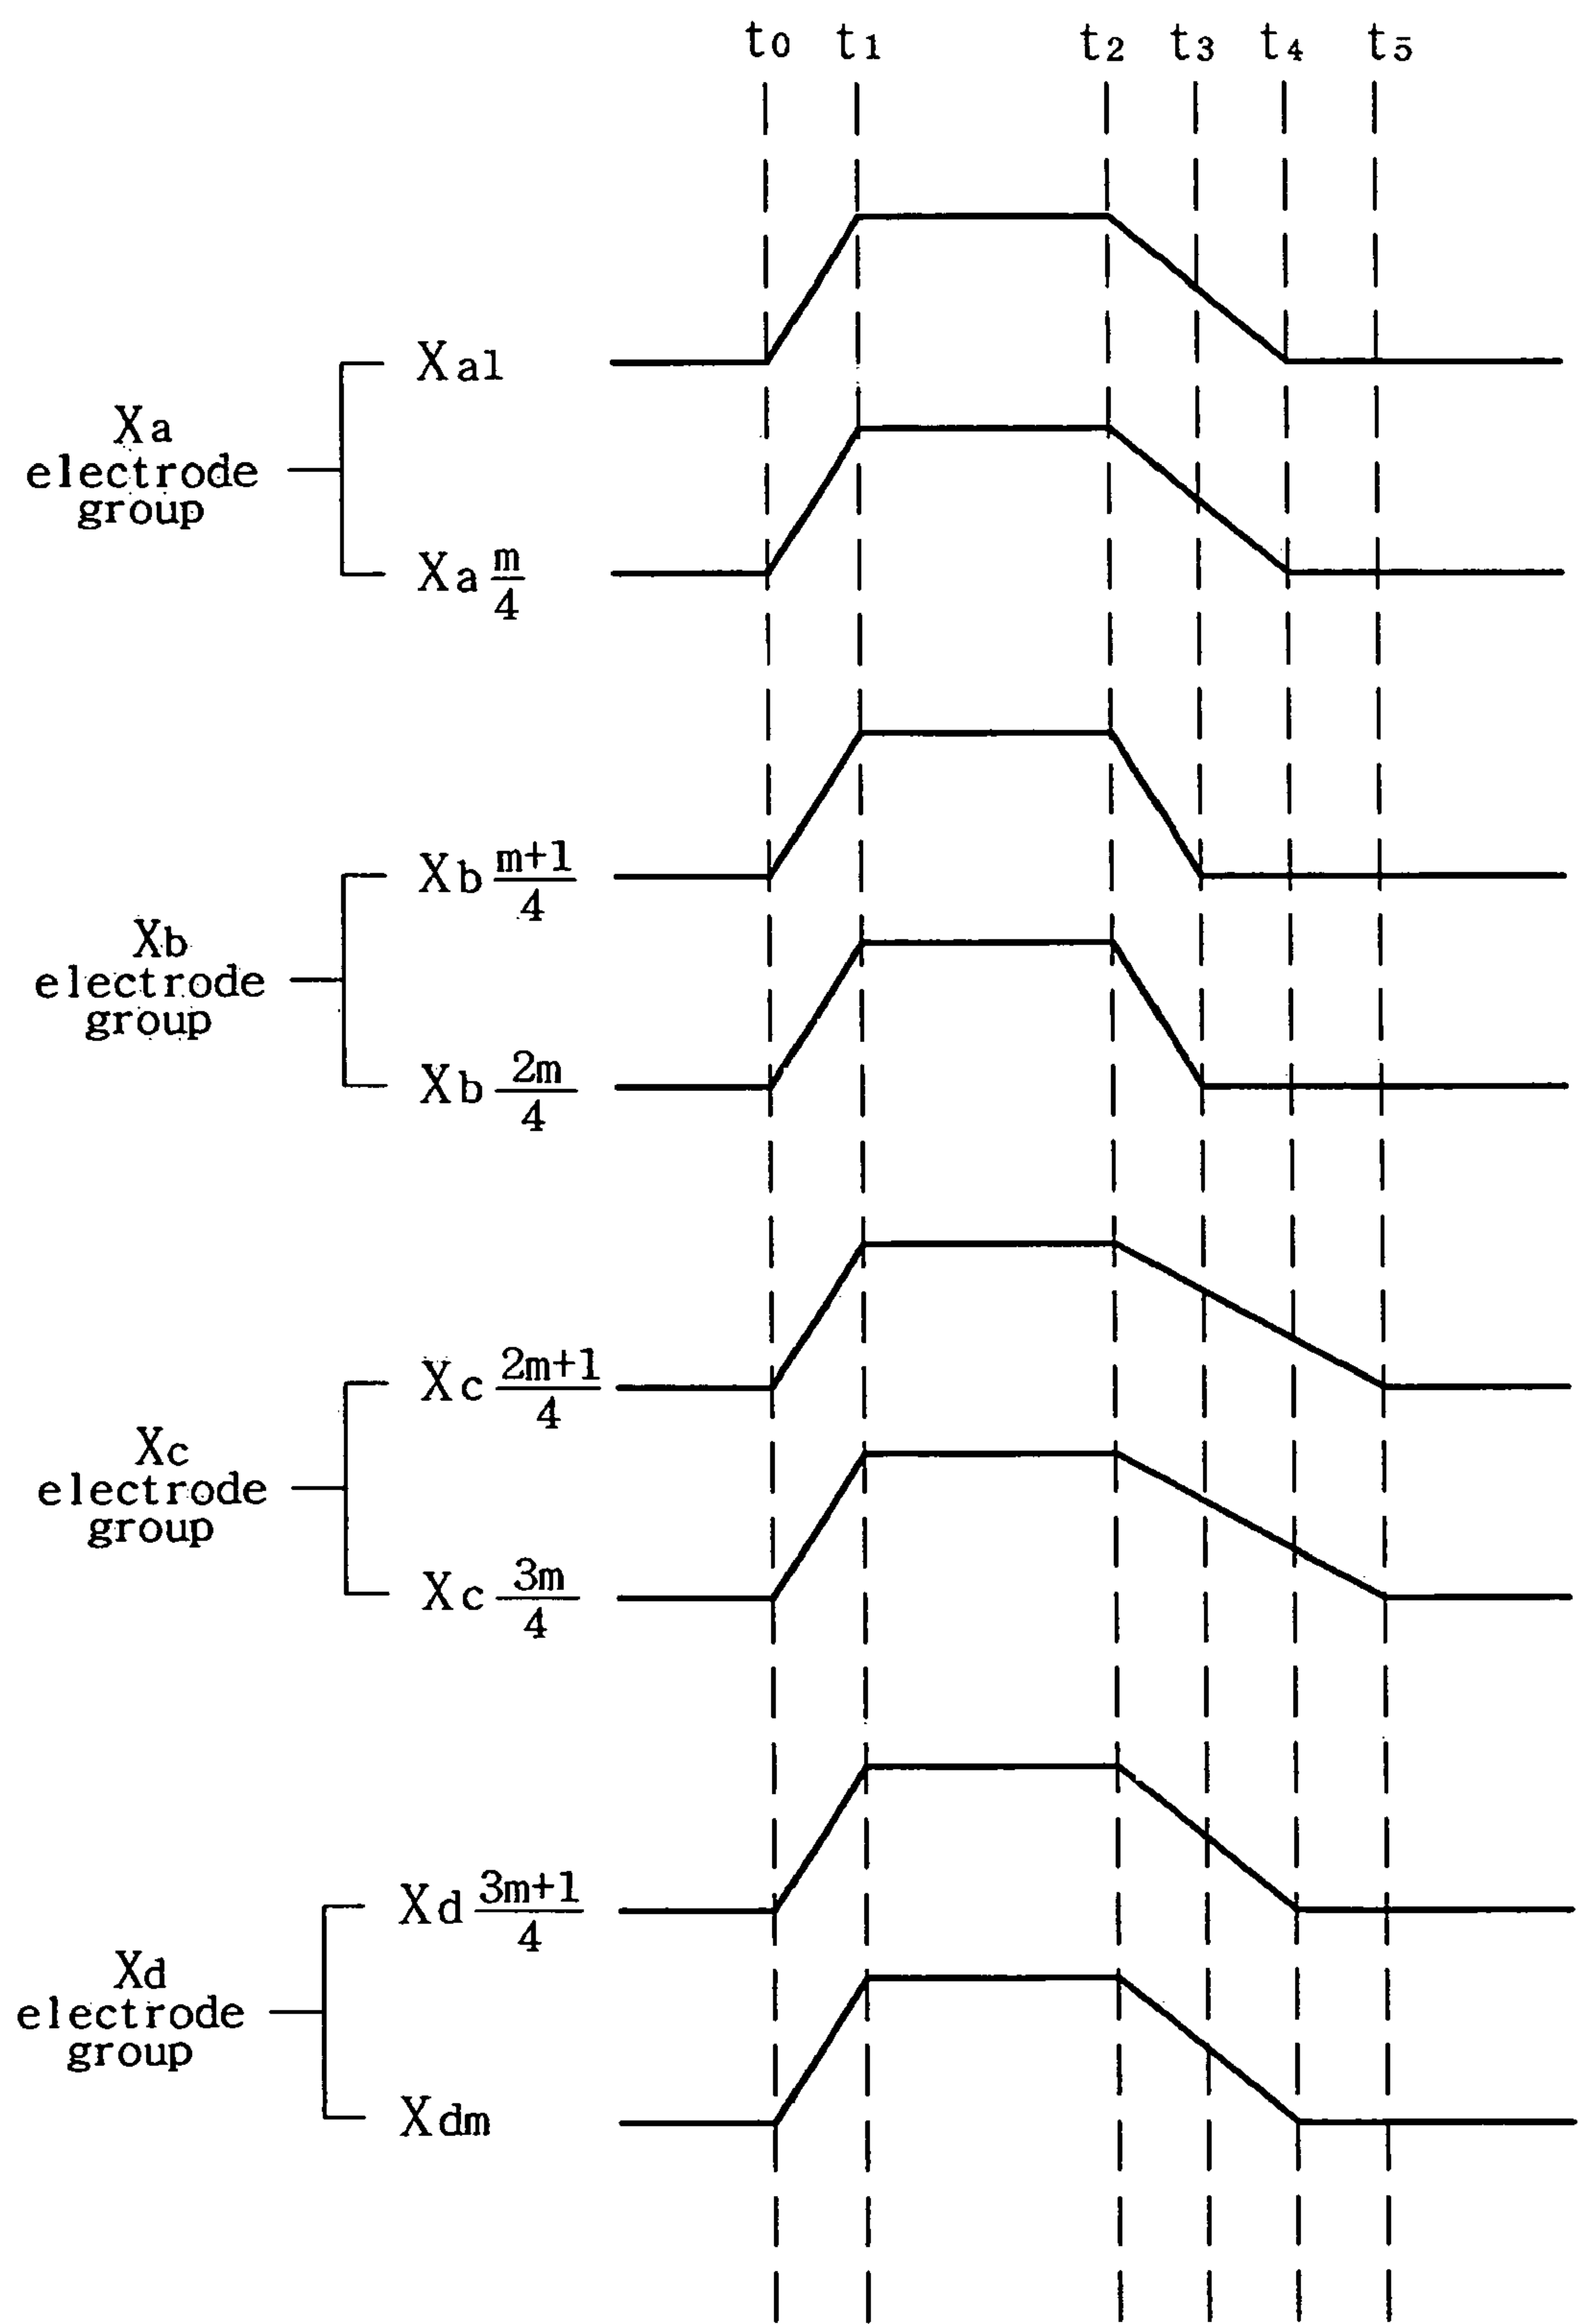 t0 t1 t2 t3 t4 t5
Xa1
Xa
electrode
group
Xa m/4
Xb m+1/4
Xb
electrode
group
Xb 2m/4
Xc 2m+1/4
Xc
electrode
group
Xc 3m/4
Xd 3m+1/4
Xd
electrode
group
Xdm